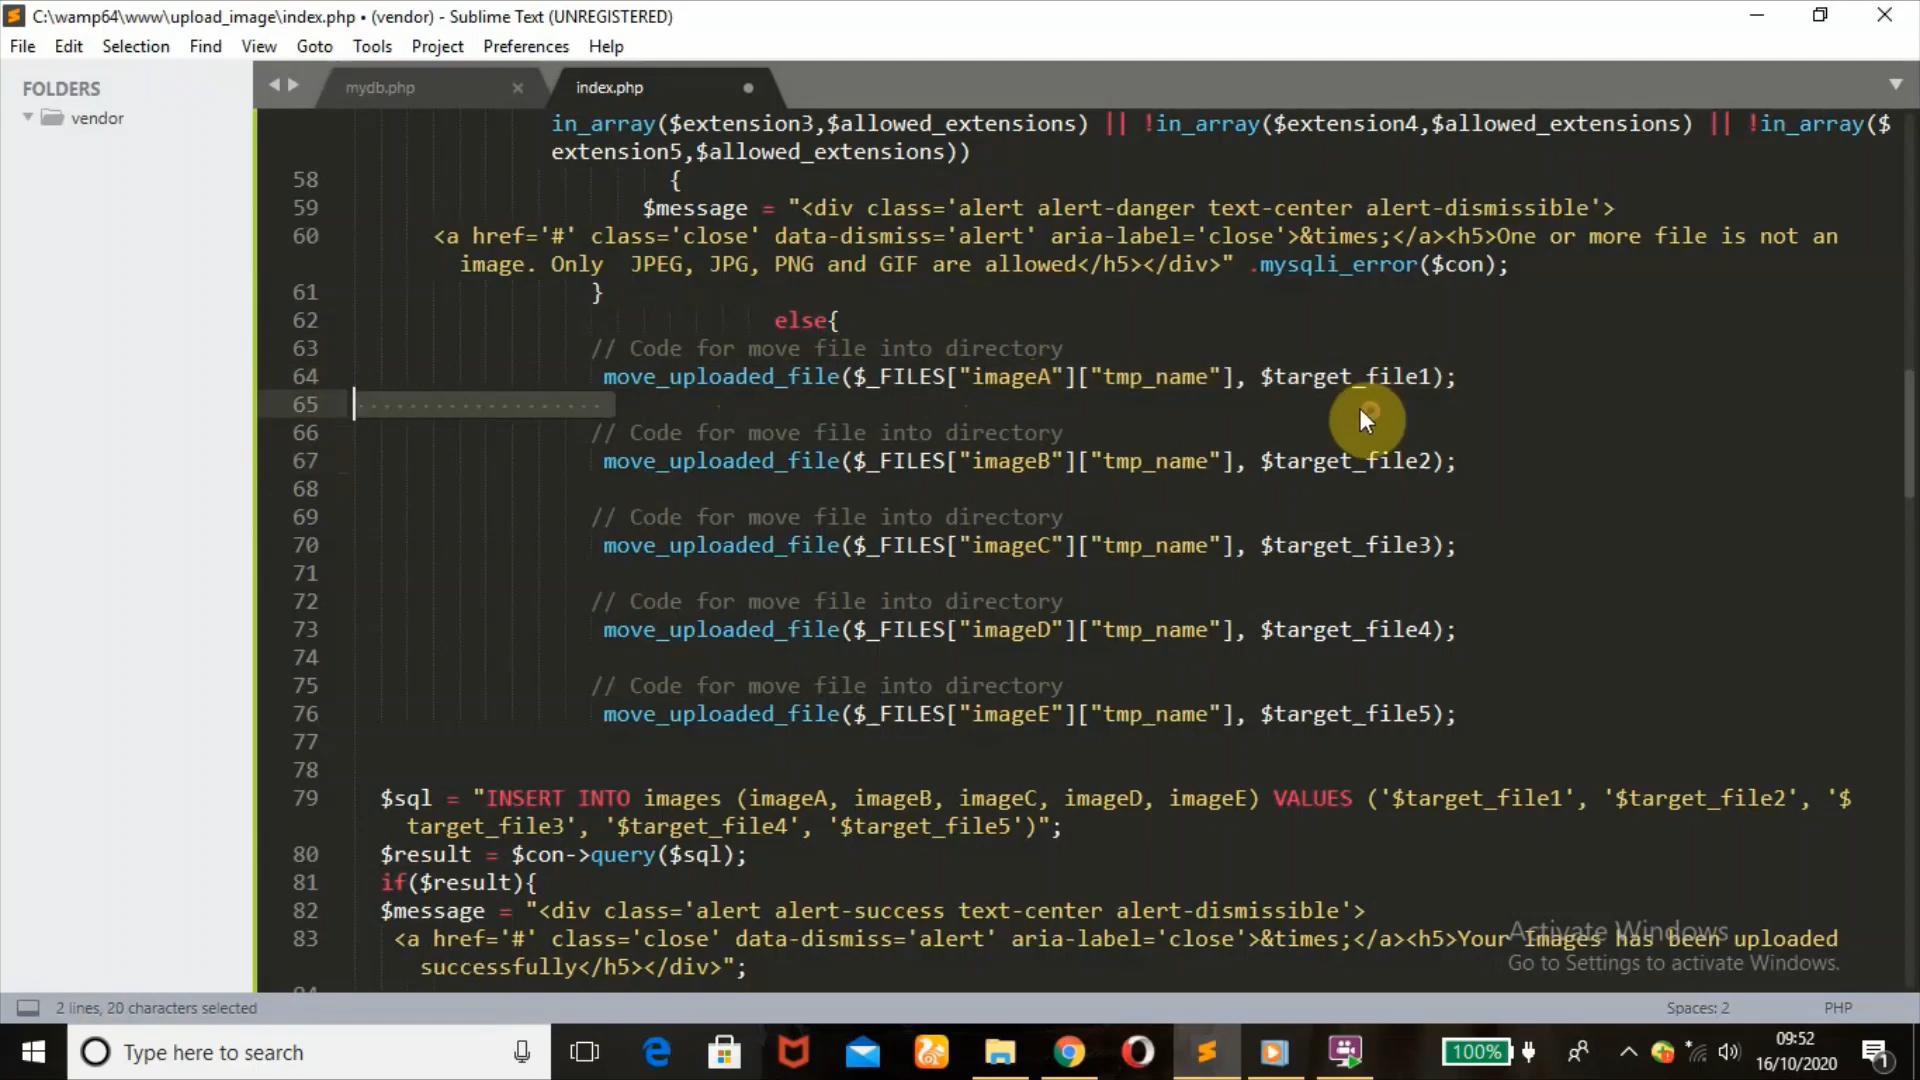 C:\wamp64\www\upload_image\index.php • (vendor) - Sublime Text (UNREGISTERED)
File Edit Selection Find View Goto Tools Project Preferences Help
FOLDERS
vendor
mydb.php
index.php
in_array($extension3,$allowed_extensions) || !in_array($extension4,$allowed_extensions) || !in_array($
extension5,$allowed_extensions))
58 {
59 $message = "<div class='alert alert-danger text-center alert-dismissible'>
60 <a href='#' class='close' data-dismiss='alert' aria-label='close'>&times;</a><h5>One or more file is not an
image. Only JPEG, JPG, PNG and GIF are allowed</h5></div>" .mysqli_error($con);
61 }
62 else{
63 // Code for move file into directory
64 move_uploaded_file($_FILES["imageA"]["tmp_name"], $target_file1);
65
66 // Code for move file into directory
67 move_uploaded_file($_FILES["imageB"]["tmp_name"], $target_file2);
68
69 // Code for move file into directory
70 move_uploaded_file($_FILES["imageC"]["tmp_name"], $target_file3);
71
72 // Code for move file into directory
73 move_uploaded_file($_FILES["imageD"]["tmp_name"], $target_file4);
74
75 // Code for move file into directory
76 move_uploaded_file($_FILES["imageE"]["tmp_name"], $target_file5);
77
78
79 $sql = "INSERT INTO images (imageA, imageB, imageC, imageD, imageE) VALUES ('$target_file1', '$target_file2', '$
target_file3', '$target_file4', '$target_file5')";
80 $result = $con->query($sql);
81 if($result){
82 $message = "<div class='alert alert-success text-center alert-dismissible'>
83 <a href='#' class='close' data-dismiss='alert' aria-label='close'>&times;</a><h5>Your Images has been uploaded
successfully</h5></div>";
Activate Windows
Go to Settings to activate Windows.
2 lines, 20 characters selected
Spaces: 2
PHP
Type here to search
100%
09:52
16/10/2020
1